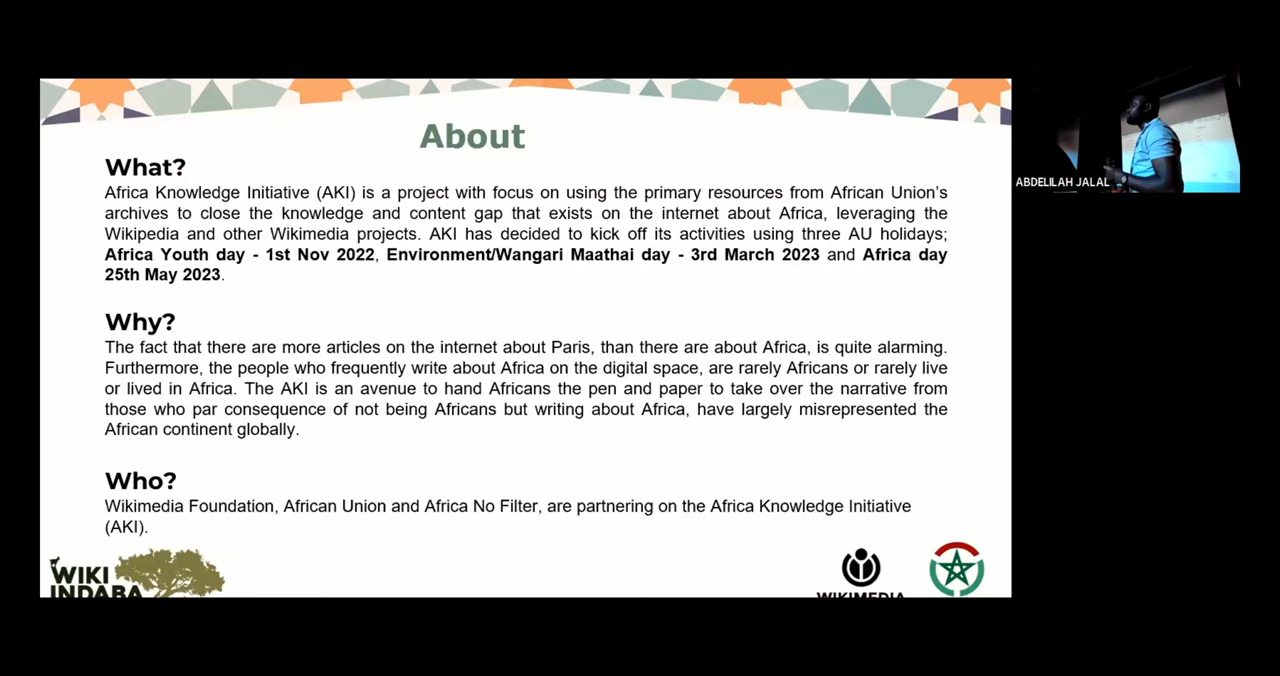 About
What?
Africa Knowledge Initiative (AKI) is a project with focus on using the primary resources from African Union's
archives to close the knowledge and content gap that exists on the internet about Africa, leveraging the
Wikipedia and other Wikimedia projects. AKI has decided to kick off its activities using three AU holidays;
Africa Youth day - 1st Nov 2022, Environment/Wangari Maathai day - 3rd March 2023 and Africa day
25th May 2023.
Why?
The fact that there are more articles on the internet about Paris, than there are about Africa, is quite alarming.
Furthermore, the people who frequently write about Africa on the digital space, are rarely Africans or rarely live
or lived in Africa. The AKI is an avenue to hand Africans the pen and paper to take over the narrative from
those who par consequence of not being Africans but writing about Africa, have largely misrepresented the
African continent globally.
Who?
Wikimedia Foundation, African Union and Africa No Filter, are partnering on the Africa Knowledge Initiative
(AKI).
WIKI
INDABA
WIKIMEDIA
ABDELILAH JALAL